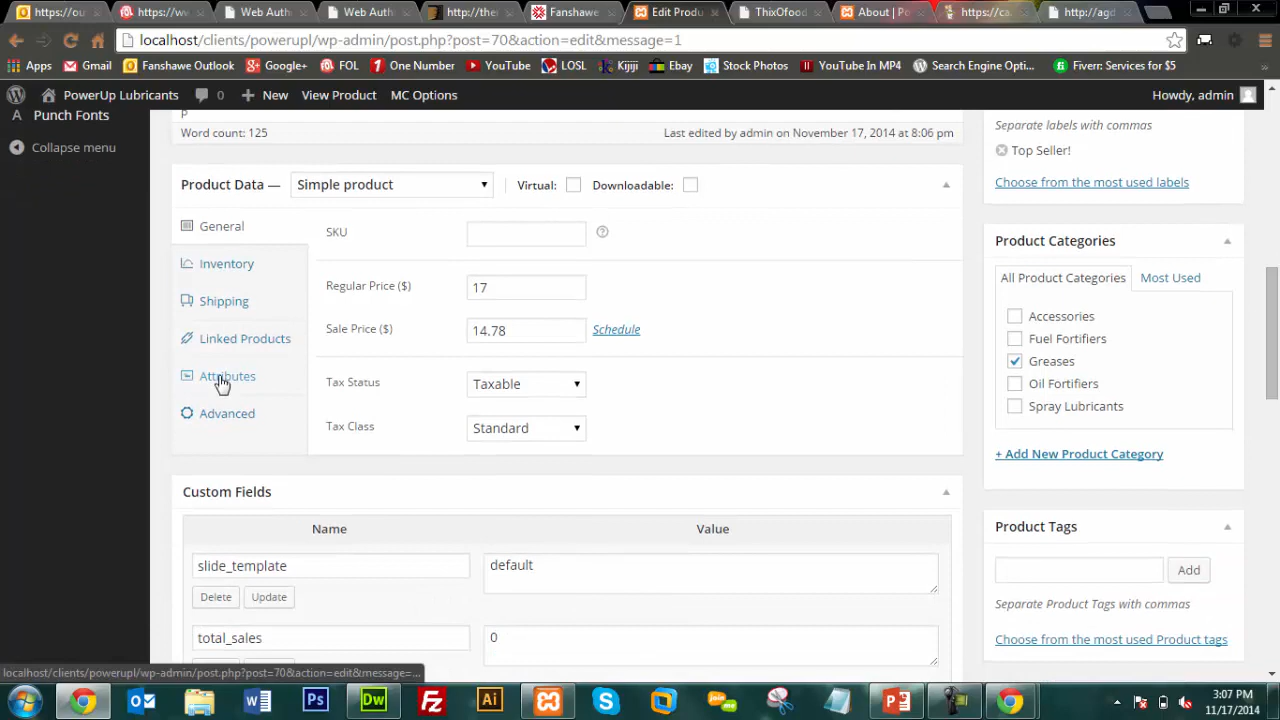 https://ou
https://ww
Web Auth
Web Auth
http://the
Fanshawe
Edit Produ
ThixOfood
About | P
https://ca
http://agd
localhost/clients/powerupl/wp-admin/post.php?post=70&action=edit&message=1
Apps Gmail Fanshawe Outlook Google+ FOL One Number YouTube LOSL Kijiji Ebay Stock Photos YouTube In MP4 Search Engine Opti... Fiverr: Services for $5
PowerUp Lubricants 0 + New View Product MC Options Howdy, admin
Punch Fonts
Collapse menu
P
Word count: 125 Last edited by admin on November 17, 2014 at 8:06 pm
Product Data — Simple product Virtual: Downloadable:
General
Inventory
Shipping
Linked Products
Attributes
Advanced
SKU
Regular Price ($) 17
Sale Price ($) 14.78 Schedule
Tax Status Taxable
Tax Class Standard
Custom Fields
Name Value
slide_template default
Delete Update
total_sales 0
Separate labels with commas
Top Seller!
Choose from the most used labels
Product Categories
All Product Categories Most Used
Accessories
Fuel Fortifiers
Greases
Oil Fortifiers
Spray Lubricants
+ Add New Product Category
Product Tags
Add
Separate Product Tags with commas
Choose from the most used Product tags
localhost/clients/powerupl/wp-admin/post.php?post=70&action=edit&message=...
3:07 PM
11/17/2014